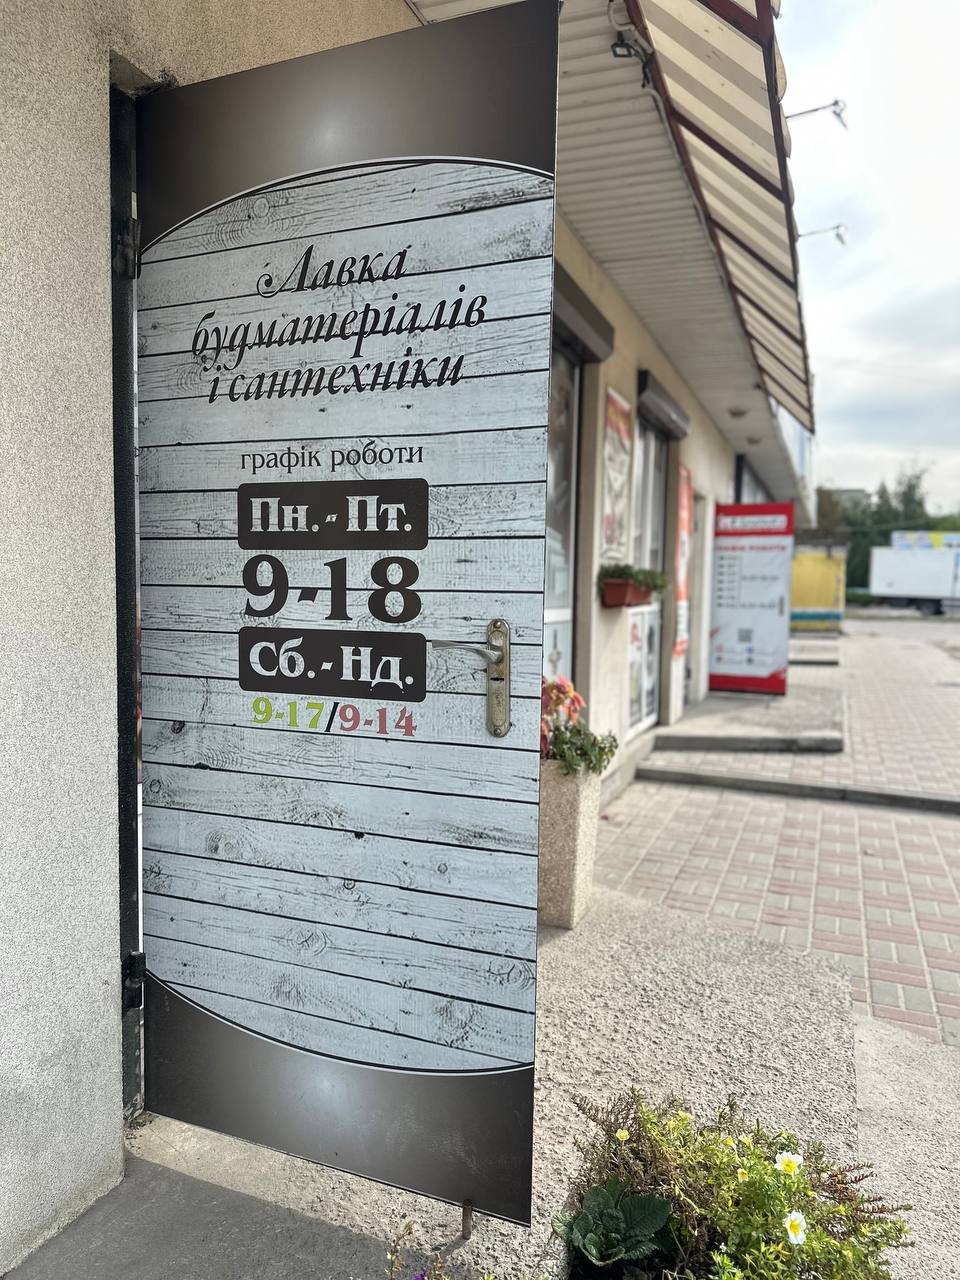 Лавка
будматеріалів
і сантехніки
графік роботи
Пн.-Пт.
9-18
Сб.-Нд.
9-17/9-14